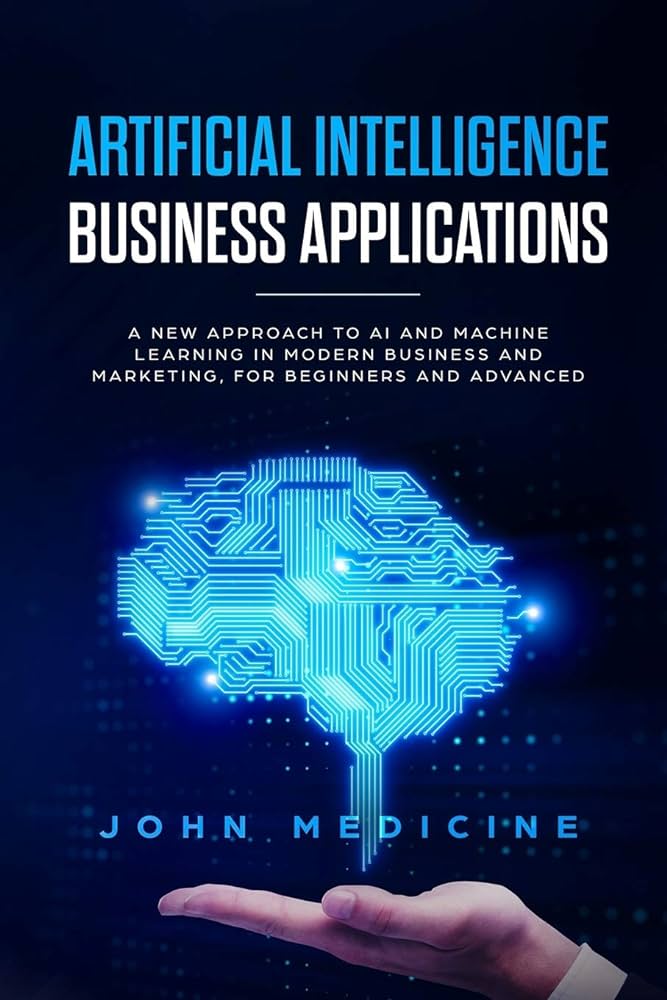 ARTIFICIAL INTELLIGENCE
BUSINESS APPLICATIONS
A NEW APPROACH TO AI AND MACHINE
LEARNING IN MODERN BUSINESS AND
MARKETING, FOR BEGINNERS AND ADVANCED
JOHN MEDICINE